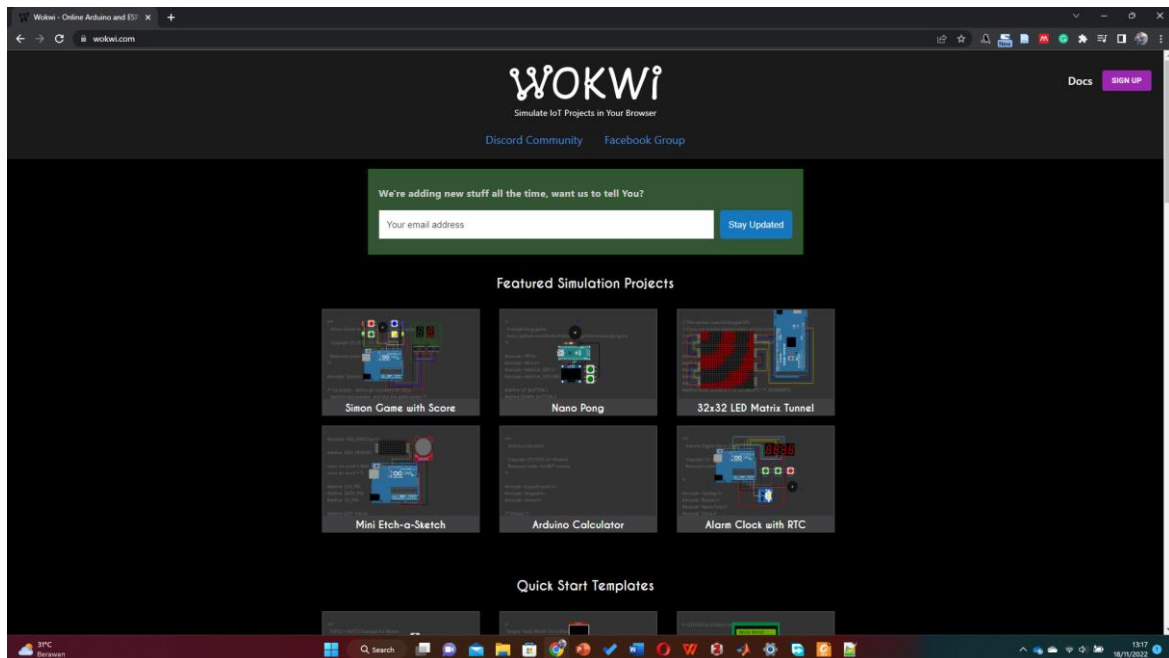 Wokwi - Online Arduino and ESP
wokwi.com
New
WOKWi
Simulate IoT Projects in Your Browser
Docs
SIGN UP
Discord Community Facebook Group
We're adding new stuff all the time, want us to tell You?
Your email address
Stay Updated
Featured Simulation Projects
Simon Game with Score
Nano Pong
32x32 LED Matrix Tunnel
Mini Etch-a-Sketch
Arduino Calculator
Alarm Clock with RTC
Quick Start Templates
31°C
Berawan
Search
13:17
18/11/2022